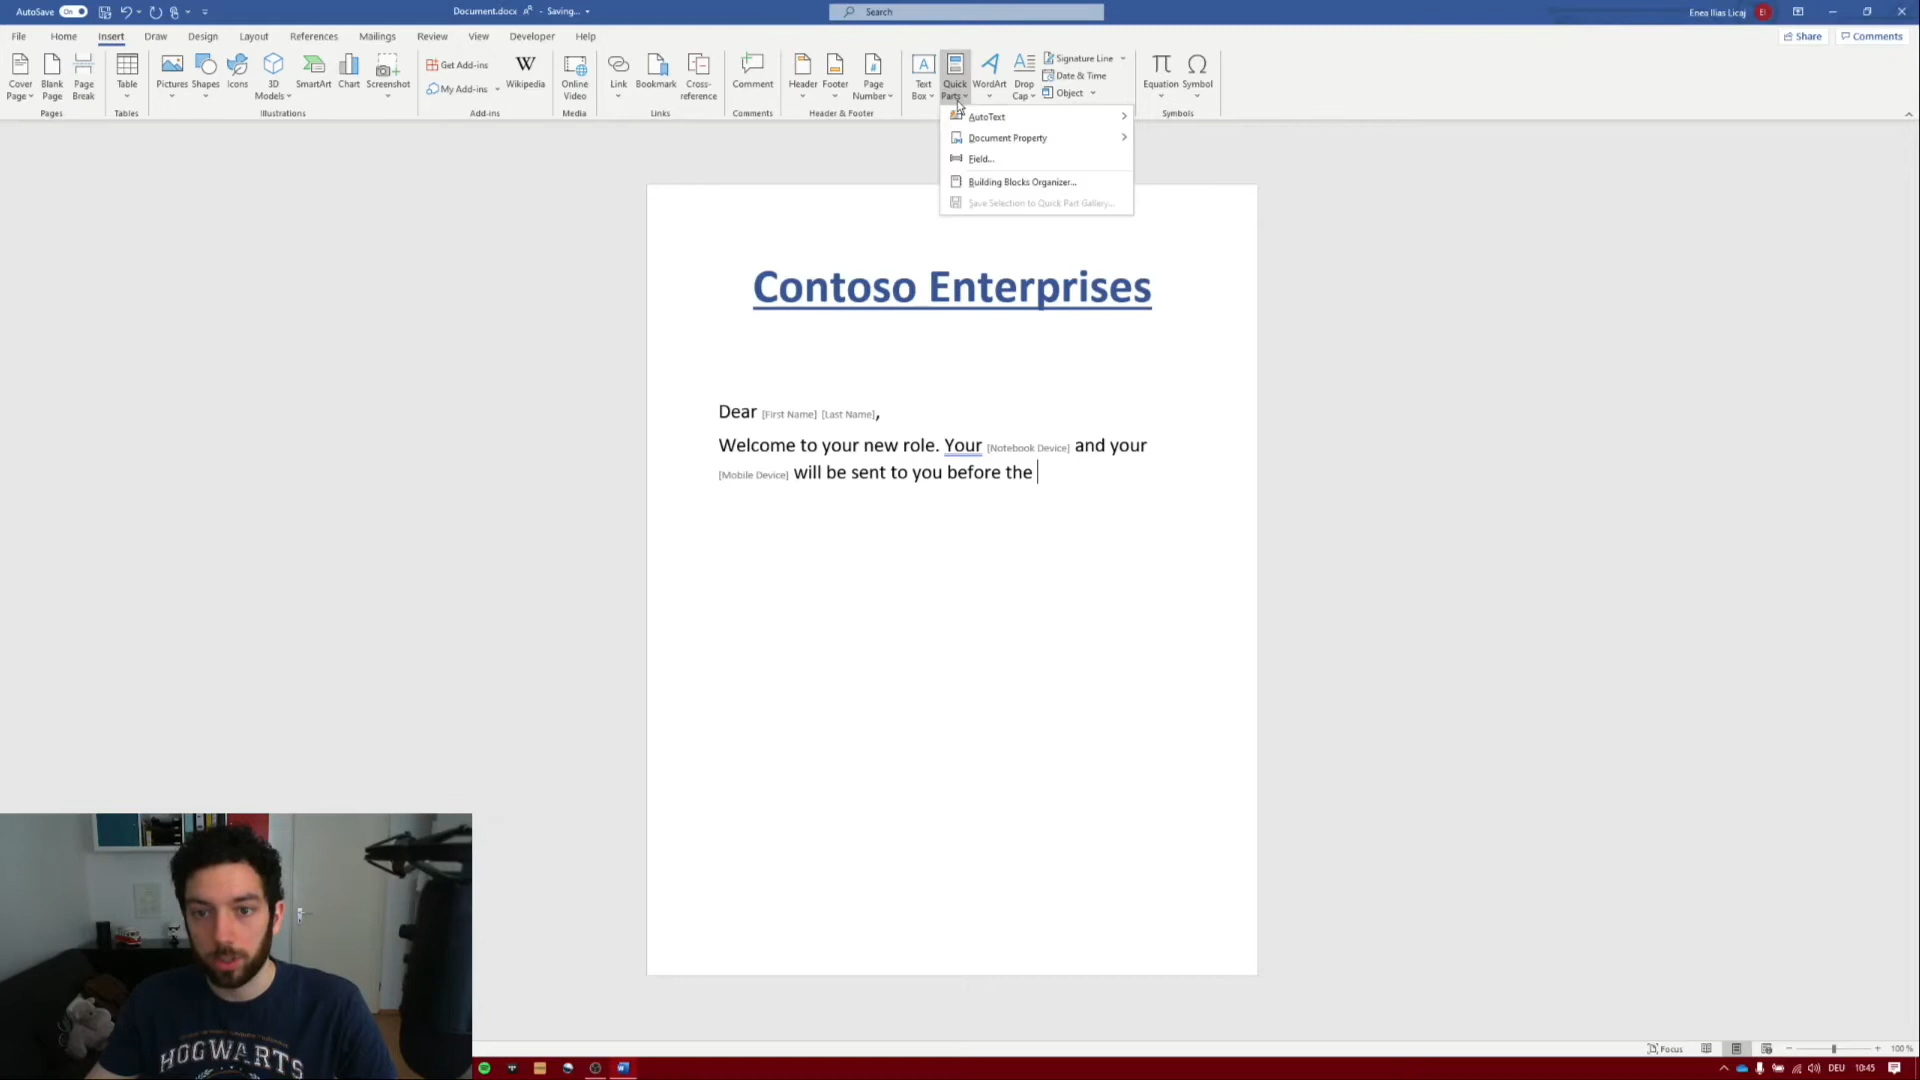 AutoSave On Document.docx - Saving... Search Enea Ilias Licaj EI
File Home Insert Draw Design Layout References Mailings Review View Developer Help Share Comments
Cover Page
Blank Page
Page Break
Pages
Table
Tables
Pictures
Shapes
Icons
3D Models
SmartArt
Chart
Screenshot
Illustrations
Get Add-ins
My Add-ins
Wikipedia
Add-ins
Online Video
Media
Link
Bookmark
Cross-reference
Links
Comment
Comments
Header
Footer
Page Number
Header & Footer
Text Box
Quick Parts
WordArt
Drop Cap
Signature Line
Date & Time
Object
Equation
Symbol
Symbols
AutoText
Document Property
Field...
Building Blocks Organizer...
Save Selection to Quick Part Gallery...
Contoso Enterprises
Dear [First Name] [Last Name],
Welcome to your new role. Your [Notebook Device] and your
[Mobile Device] will be sent to you before the
HOGWARTS
Focus 100 %
DEU 10:45